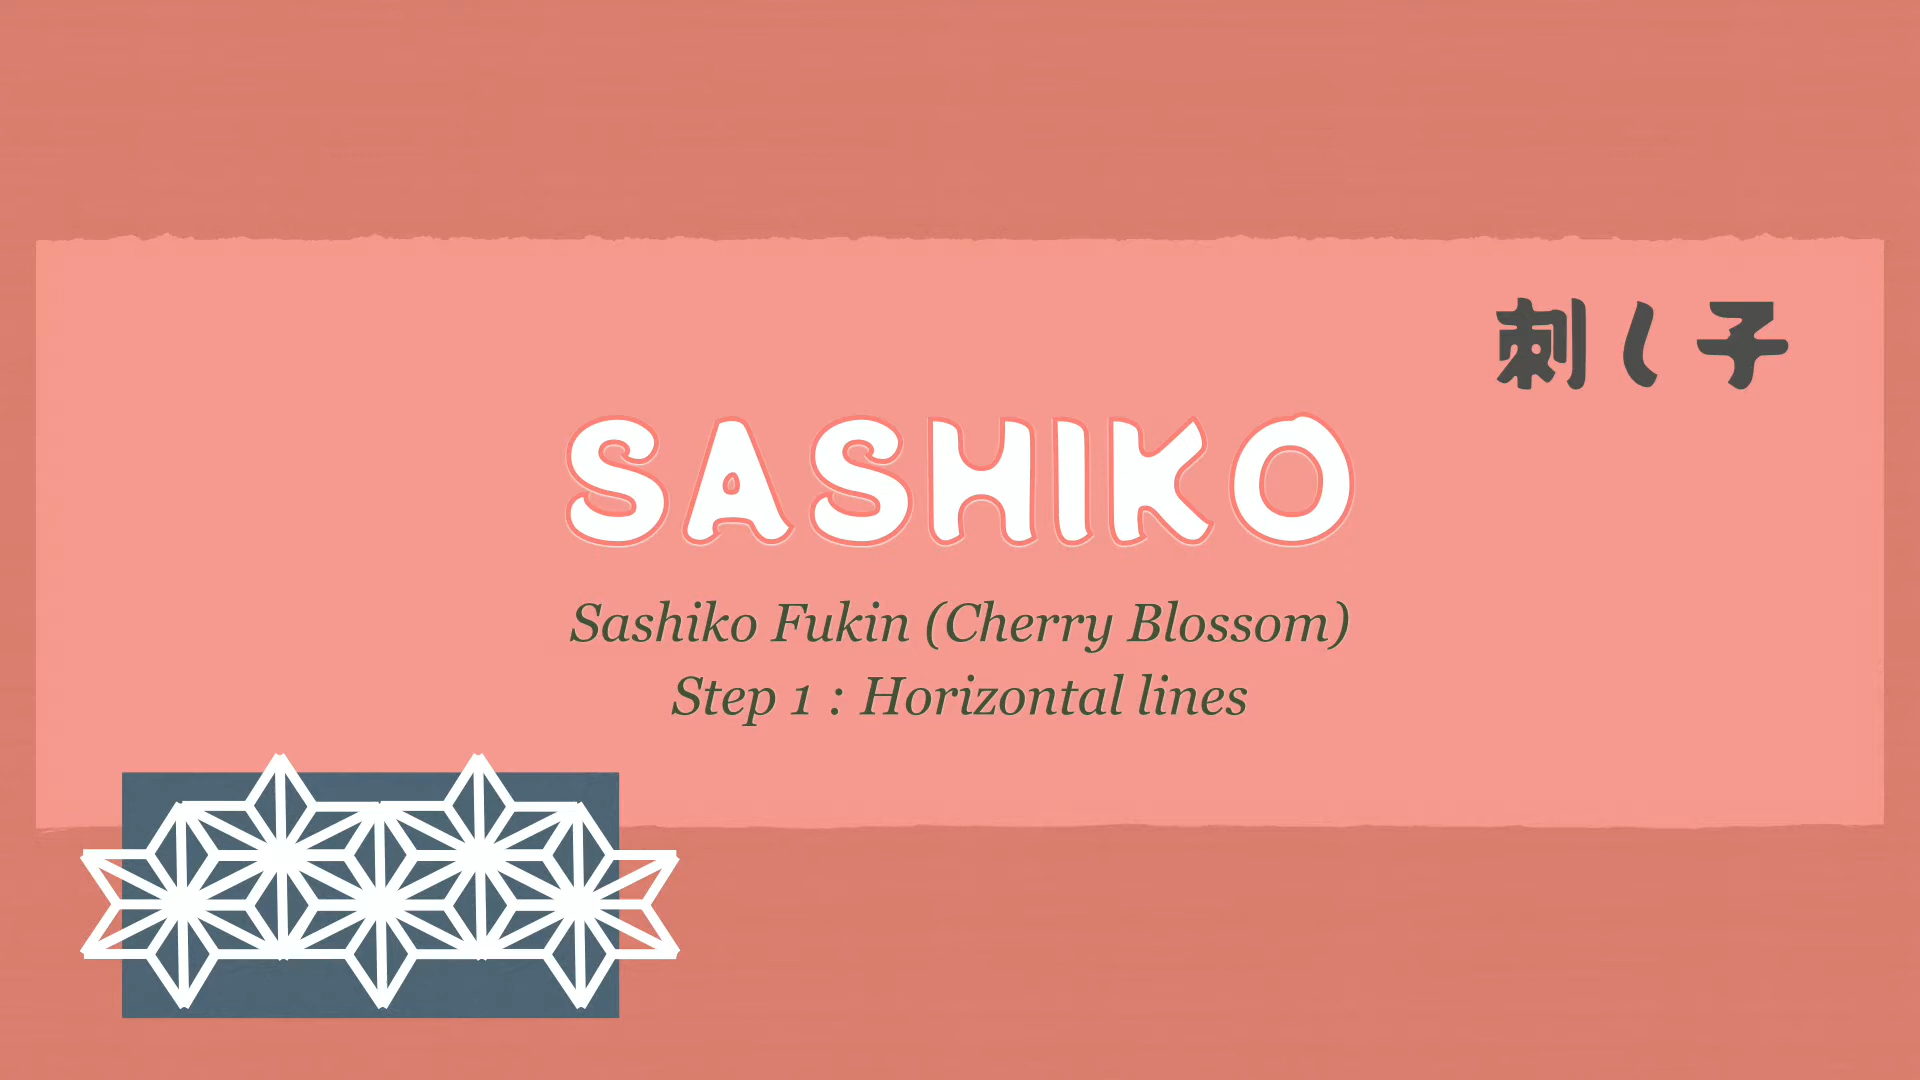 刺し子
SASHIKO
Sashiko Fukin (Cherry Blossom)
Step 1 : Horizontal lines